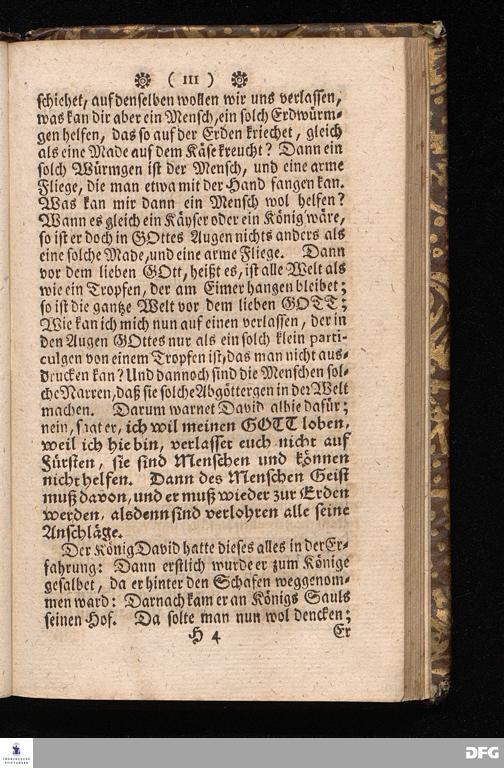 ( 111 )
schiehet, auf denselben wollen wir uns verlassen,
was kan dir aber ein Mensch, ein solch Erdwürm-
gen helfen, das so auf der Erden kriechet, gleich
als eine Made auf dem Käse kreucht? Dann ein
solch Würmgen ist der Mensch, und eine arme
Fliege, die man etwa mit der Hand fangen kan.
Was kan mir dann ein Mensch wol helfen?
Wann es gleich ein Käyser oder ein König wäre,
so ist er doch in GOttes Augen nichts anders als
eine solche Made, und eine arme Fliege. Dann
vor dem lieben GOtt, heißt es, ist alle Welt als
wie ein Tropfen, der am Eimer hangen bleibet;
so ist die gantze Welt vor dem lieben GOTT;
Wie kan ich mich nun auf einen verlassen, der in
den Augen GOttes nur als ein solch klein parti-
culgen von einem Tropfen ist, das man nicht aus-
drucken kan? Und dannoch sind die Menschen sol-
che Narren, daß sie solche Abgöttergen in der Welt
machen. Darum warnet David alhie dafür;
nein, sagt er, ich wil meinen GOTT loben,
weil ich hie bin, verlasset euch nicht auf
Fürsten, sie sind Menschen und können
nicht helfen. Dann des Menschen Geist
muß davon, und er muß wieder zur Erden
werden, alsdenn sind verlohren alle seine
Anschläge.
Der König David hatte dieses alles in der Er-
fahrung: Dann erstlich wurde er zum Könige
gesalbet, da er hinter den Schafen weggenom-
men ward: Darnach kam er an Königs Sauls
seinen Hof. Da solte man nun wol dencken;
H 4 Er
FRANCKESCHE STIFTUNGEN
DFG